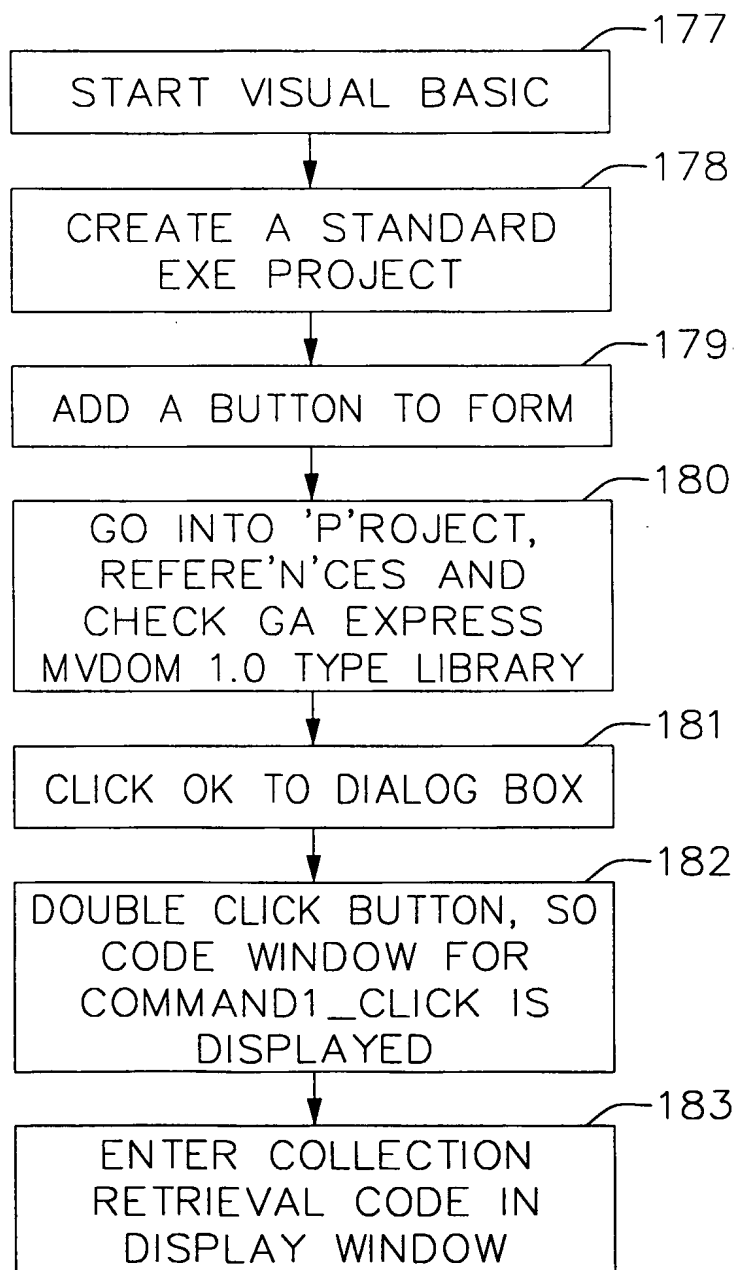 177
START VISUAL BASIC
178
CREATE A STANDARD
EXE PROJECT
179
ADD A BUTTON TO FORM
180
GO INTO 'P'ROJECT,
REFERE'N'CES AND
CHECK GA EXPRESS
MVDOM 1.0 TYPE LIBRARY
181
CLICK OK TO DIALOG BOX
182
DOUBLE CLICK BUTTON, SO
CODE WINDOW FOR
COMMAND1_CLICK IS
DISPLAYED
183
ENTER COLLECTION
RETRIEVAL CODE IN
DISPLAY WINDOW